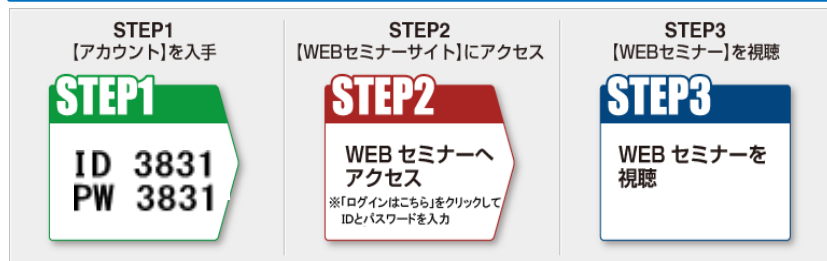 STEP1
【アカウント】を入手
STEP1
ID 3831
PW 3831
STEP2
【WEBセミナーサイト】にアクセス
STEP2
WEB セミナーへ
アクセス
※「ログインはこちら」をクリックして
IDとパスワードを入力
STEP3
【WEBセミナー】を視聴
STEP3
WEB セミナーを
視聴